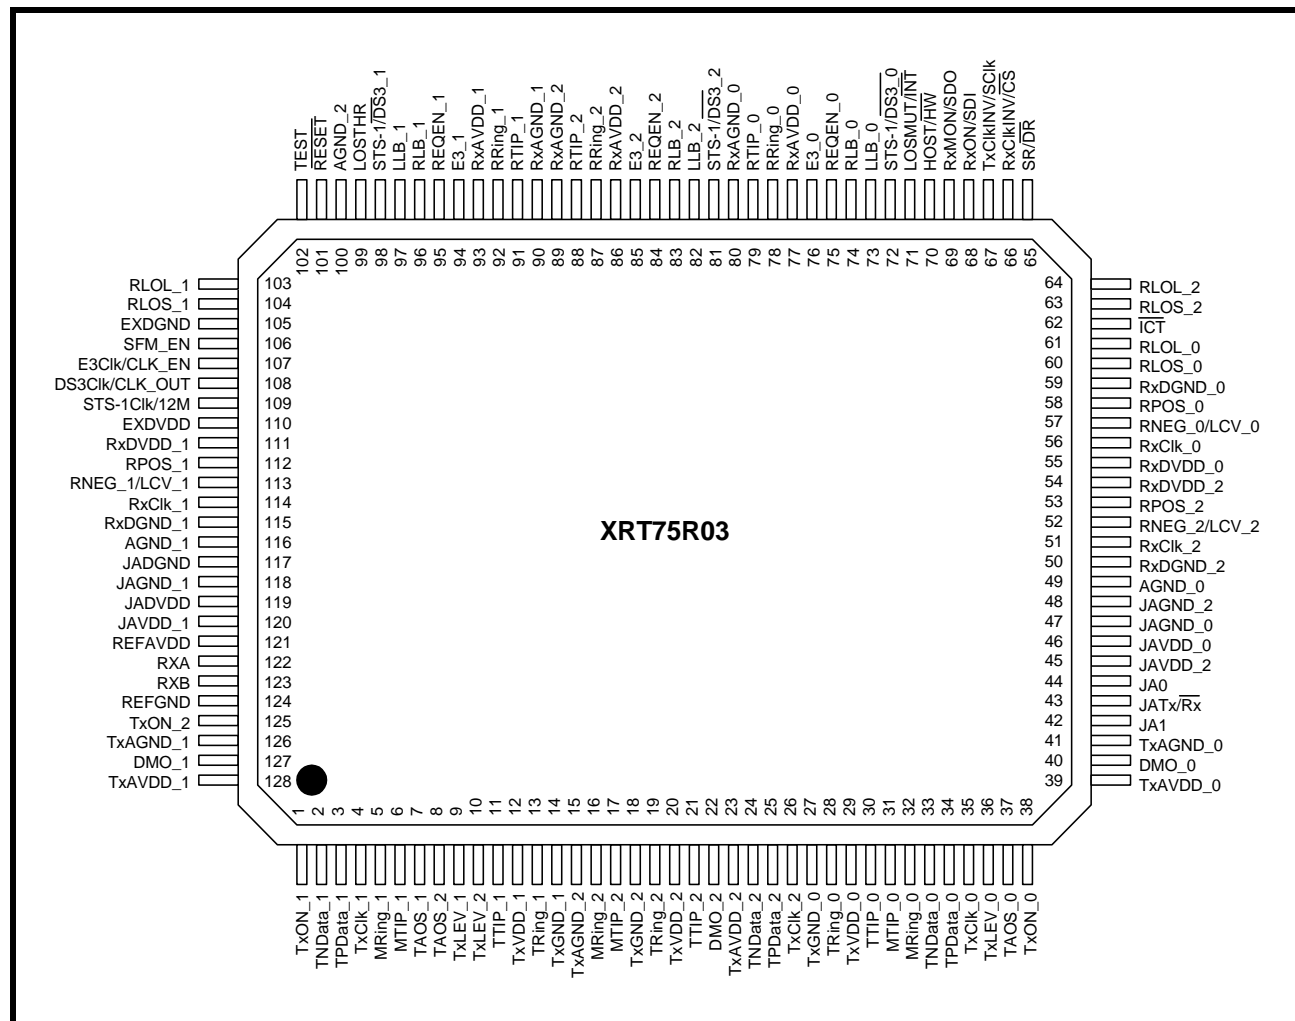 TEST
RESET
AGND_2
LOSTHR
STS-1/DS3_1
LLB_1
RLB_1
REQEN_1
E3_1
RxAVDD_1
RRing_1
RTIP_1
RxAGND_1
RxAGND_2
RTIP_2
RRing_2
RxAVDD_2
E3_2
REQEN_2
RLB_2
LLB_2
STS-1/DS3_2
RxAGND_0
RTIP_0
RRing_0
RxAVDD_0
E3_0
REQEN_0
RLB_0
LLB_0
STS-1/DS3_0
LOSMUT/INT
HOST/HW
RxMON/SDO
RxON/SDI
TxClkINV/SClk
RxClkINV/CS
SR/DR
102
101
100
99
98
97
96
95
94
93
92
91
90
89
88
87
86
85
84
83
82
81
80
79
78
77
76
75
74
73
72
71
70
69
68
67
66
65
RLOL_1 103
RLOS_1 104
EXDGND 105
SFM_EN 106
E3Clk/CLK_EN 107
DS3Clk/CLK_OUT 108
STS-1Clk/12M 109
EXDVDD 110
RxDVDD_1 111
RPOS_1 112
RNEG_1/LCV_1 113
RxClk_1 114
RxDGND_1 115
AGND_1 116
JADGND 117
JAGND_1 118
JADVDD 119
JAVDD_1 120
REFAVDD 121
RXA 122
RXB 123
REFGND 124
TxON_2 125
TxAGND_1 126
DMO_1 127
TxAVDD_1 128
XRT75R03
64 RLOL_2
63 RLOS_2
62 ICT
61 RLOL_0
60 RLOS_0
59 RxDGND_0
58 RPOS_0
57 RNEG_0/LCV_0
56 RxClk_0
55 RxDVDD_0
54 RxDVDD_2
53 RPOS_2
52 RNEG_2/LCV_2
51 RxClk_2
50 RxDGND_2
49 AGND_0
48 JAGND_2
47 JAGND_0
46 JAVDD_0
45 JAVDD_2
44 JA0
43 JATx/Rx
42 JA1
41 TxAGND_0
40 DMO_0
39 TxAVDD_0
1
2
3
4
5
6
7
8
9
10
11
12
13
14
15
16
17
18
19
20
21
22
23
24
25
26
27
28
29
30
31
32
33
34
35
36
37
38
TxON_1
TNData_1
TPData_1
TxClk_1
MRing_1
MTIP_1
TAOS_1
TAOS_2
TxLEV_1
TxLEV_2
TTIP_1
TxVDD_1
TRing_1
TxGND_1
TxAGND_2
MRing_2
MTIP_2
TxGND_2
TRing_2
TxVDD_2
TTIP_2
DMO_2
TxAVDD_2
TNData_2
TPData_2
TxClk_2
TxGND_0
TRing_0
TxVDD_0
TTIP_0
MTIP_0
MRing_0
TNData_0
TPData_0
TxClk_0
TxLEV_0
TAOS_0
TxON_0